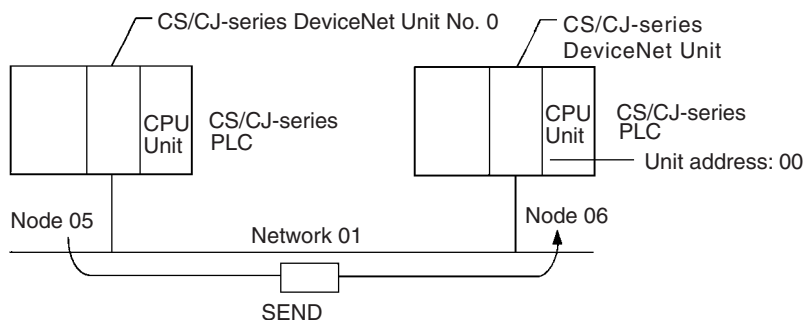 CS/CJ-series DeviceNet Unit No. 0
CS/CJ-series
DeviceNet Unit
CPU
Unit
CS/CJ-series
PLC
CPU
Unit
CS/CJ-series
PLC
Unit address: 00
Node 05
Network 01
Node 06
SEND